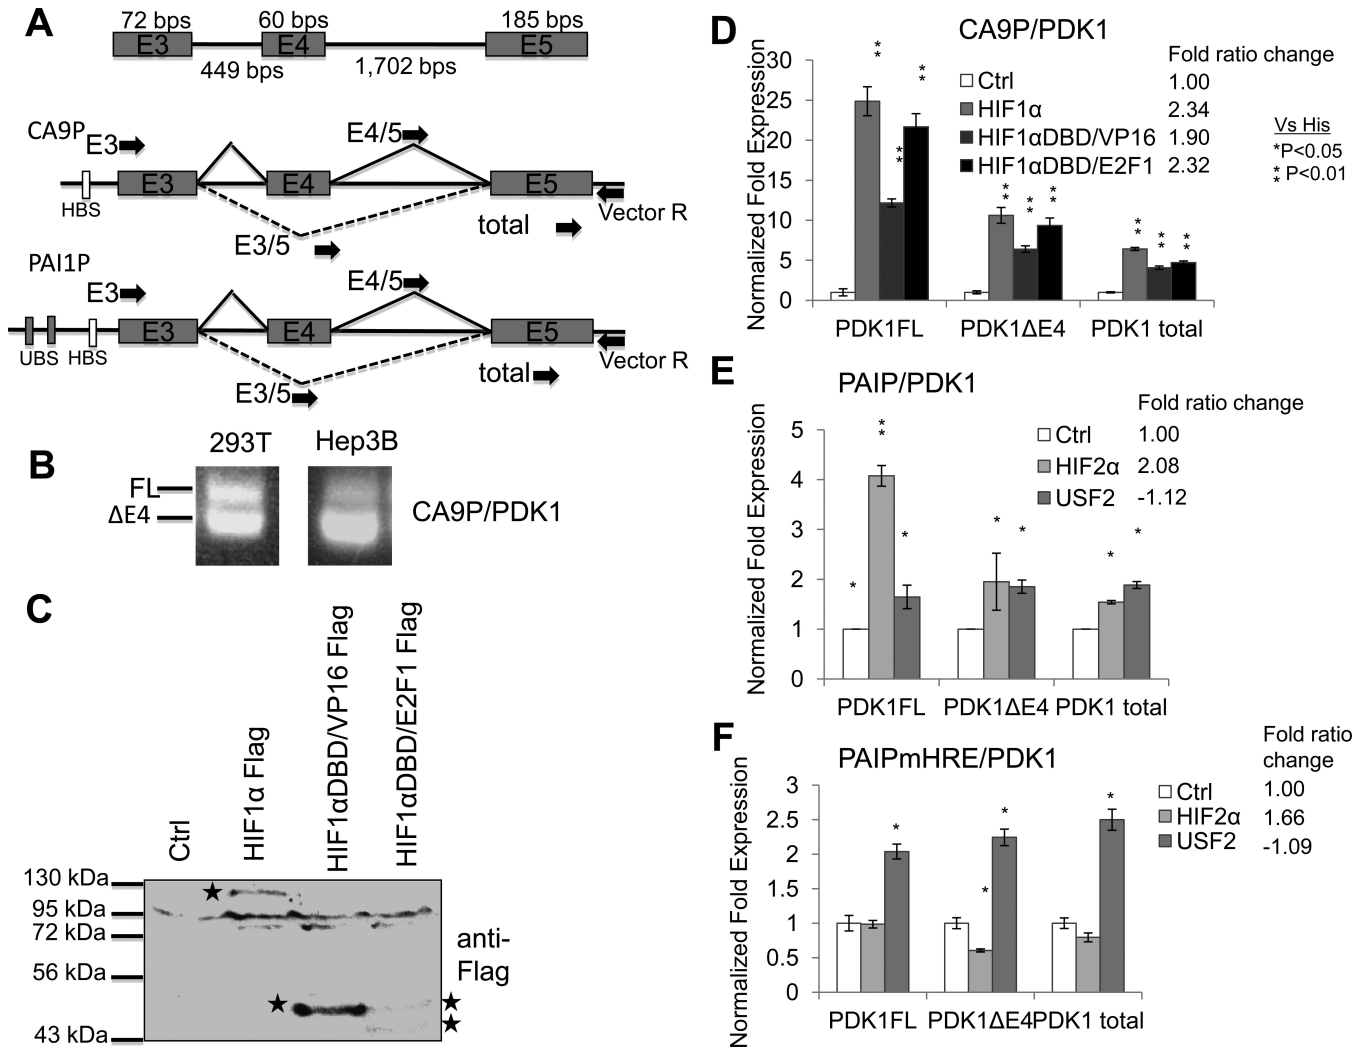 A
72 bps
60 bps
185 bps
E3
E4
E5
449 bps
1,702 bps
CA9P
E3
E4/5
E3
E4
E5
HBS
Vector R
total
E3/5
PAI1P
E3
E4/5
E3
E4
E5
UBS
HBS
Vector R
total
E3/5
B
293T
Hep3B
FL
ΔE4
CA9P/PDK1
C
Ctrl
HIF1α Flag
HIF1αDBD/VP16 Flag
HIF1αDBD/E2F1 Flag
130 kDa
95 kDa
72 kDa
56 kDa
43 kDa
anti-
Flag
D
CA9P/PDK1
Fold ratio change
Ctrl 1.00
HIF1α 2.34
HIF1αDBD/VP16 1.90
HIF1αDBD/E2F1 2.32
Vs His
*P<0.05
**P<0.01
Normalized Fold Expression
30
25
20
15
10
5
0
** ** **
** ** **
** ** **
PDK1FL
PDK1ΔE4
PDK1 total
E
PAIP/PDK1
Fold ratio change
Ctrl 1.00
HIF2α 2.08
USF2 -1.12
Normalized Fold Expression
5
4
3
2
1
0
* ** *
* *
* *
PDK1FL
PDK1ΔE4
PDK1 total
F
PAIPmHRE/PDK1
Fold ratio
change
Ctrl 1.00
HIF2α 1.66
USF2 -1.09
Normalized Fold Expression
3
2.5
2
1.5
1
0.5
0
*
* *
*
PDK1FL
PDK1ΔE4
PDK1 total